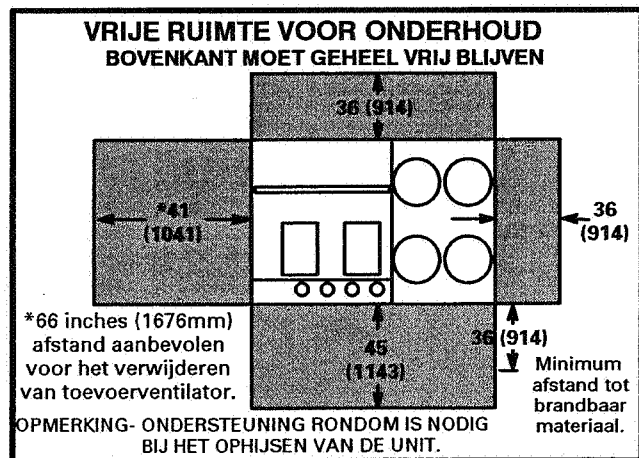 VRIJE RUIMTE VOOR ONDERHOUD
BOVENKANT MOET GEHEEL VRIJ BLIJVEN
36 (914)
*41
(1041)
36
(914)
*66 inches (1676mm)
afstand aanbevolen
voor het verwijderen
van toevoerventilator.
45
(1143)
36 (914)
Minimum
afstand tot
brandbaar
materiaal.
OPMERKING- ONDERSTEUNING RONDOM IS NODIG
BIJ HET OPHIJSEN VAN DE UNIT.